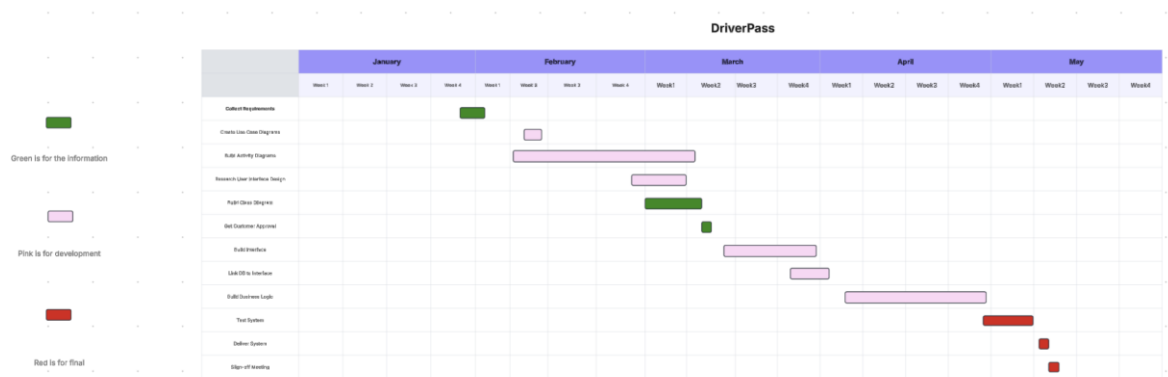 DriverPass
January February March April May
Week 1 Week 2 Week 3 Week 4 Week 1 Week 2 Week 3 Week 4 Week1 Week2 Week3 Week4 Week1 Week2 Week3 Week4 Week1 Week2 Week3 Week4
Collect Requirements
Create Use Case Diagrams
Build Activity Diagrams
Research User Interface Design
Build Class Diagram
Get Customer Approval
Build Interface
Link DB to Interface
Build Business Logic
Test System
Deliver System
Sign-off Meeting
Green is for the information
Pink is for development
Red is for final